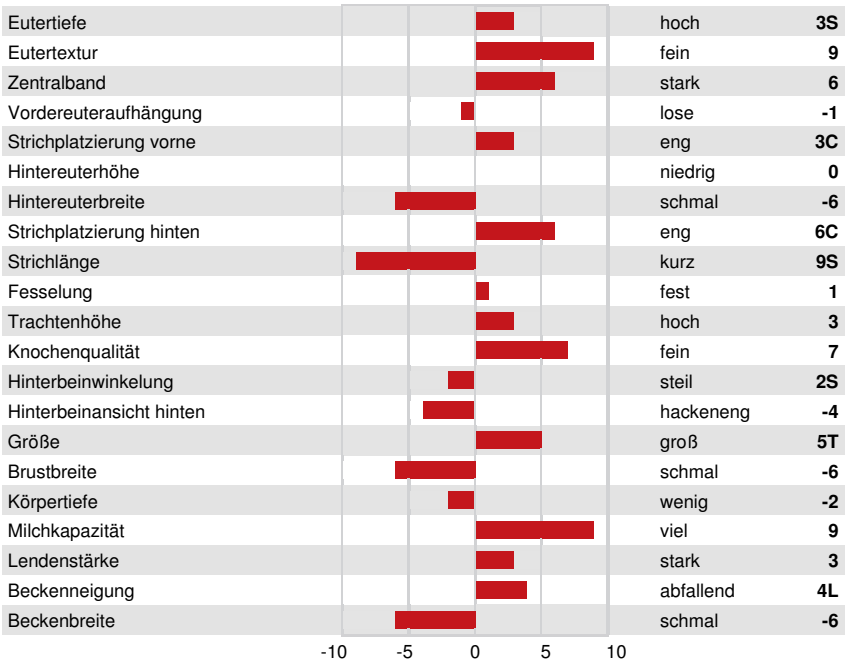 Eutertiefe hoch 3S
Eutertextur fein 9
Zentralband stark 6
Vordereuteraufhängung lose -1
Strichplatzierung vorne eng 3C
Hintereuterhöhe niedrig 0
Hintereuterbreite schmal -6
Strichplatzierung hinten eng 6C
Strichlänge kurz 9S
Fesselung fest 1
Trachtenhöhe hoch 3
Knochenqualität fein 7
Hinterbeinwinkelung steil 2S
Hinterbeinansicht hinten hackeneng -4
Größe groß 5T
Brustbreite schmal -6
Körpertiefe wenig -2
Milchkapazität viel 9
Lendenstärke stark 3
Beckenneigung abfallend 4L
Beckenbreite schmal -6
-10 -5 0 5 10